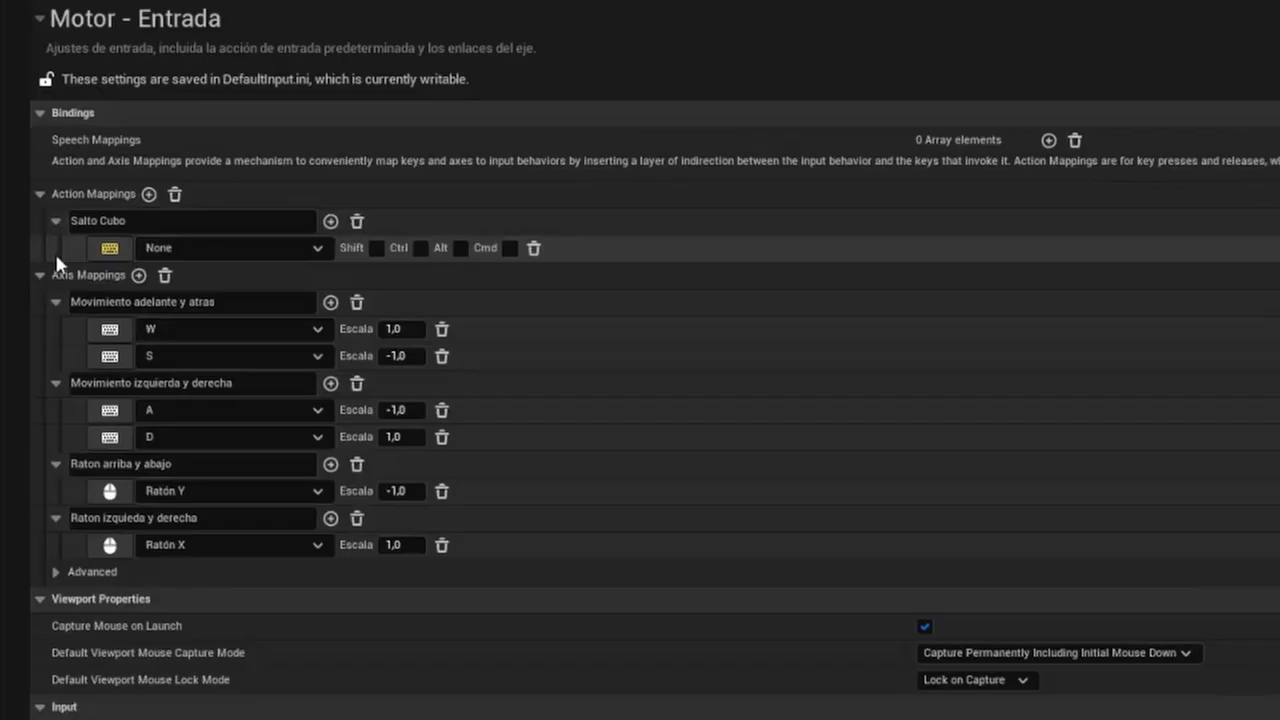 Motor - Entrada
Ajustes de entrada, incluida la acción de entrada predeterminada y los enlaces del eje.
These settings are saved in DefaultInput.ini, which is currently writable.
Bindings
Speech Mappings 0 Array elements
Action and Axis Mappings provide a mechanism to conveniently map keys and axes to input behaviors by inserting a layer of indirection between the input behavior and the keys that invoke it. Action Mappings are for key presses and releases,
Action Mappings
Salto Cubo
None Shift Ctrl Alt Cmd
Axis Mappings
Movimiento adelante y atras
W Escala 1,0
S Escala -1,0
Movimiento izquierda y derecha
A Escala -1,0
D Escala 1,0
Raton arriba y abajo
Ratón Y Escala -1,0
Raton izquieda y derecha
Ratón X Escala 1,0
Advanced
Viewport Properties
Capture Mouse on Launch
Default Viewport Mouse Capture Mode Capture Permanently Including Initial Mouse Down
Default Viewport Mouse Lock Mode Lock on Capture
Input